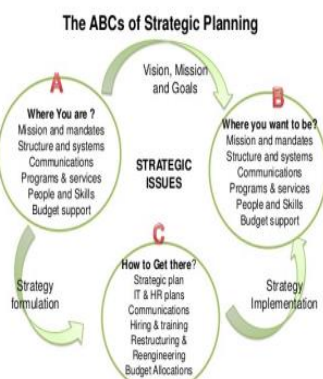 The ABCs of Strategic Planning
Vision, Mission
and Goals
A
Where You are ?
Mission and mandates
Structure and systems
Communications
Programs & services
People and Skills
Budget support
STRATEGIC
ISSUES
B
Where you want to be?
Mission and mandates
Structure and systems
Communications
Programs & services
People and Skills
Budget support
Strategy
formulation
C
How to Get there?
Strategic plan
IT & HR plans
Communications
Hiring & training
Restructuring &
Reengineering
Budget Allocations
Strategy
Implementation